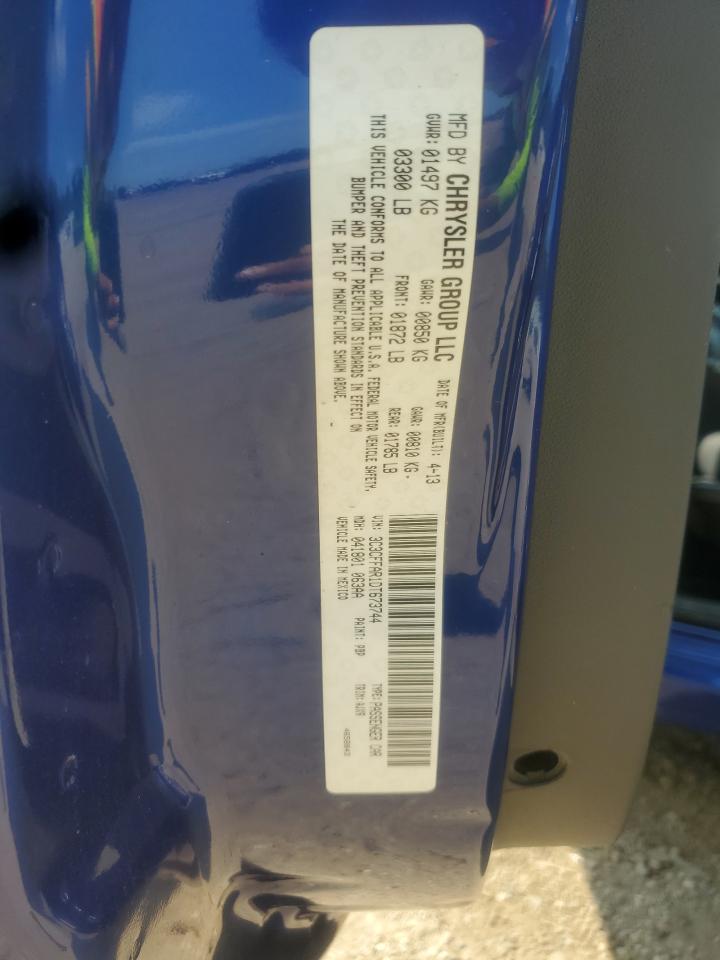 MFD BY CHRYSLER GROUP LLC DATE OF MFR(BUILT): 4-13
GVWR: 01497 KG GAWR: 00850 KG GAWR: 00810 KG
03300 LB FRONT: 01872 LB REAR: 01785 LB
THIS VEHICLE CONFORMS TO ALL APPLICABLE U.S.A. FEDERAL MOTOR VEHICLE SAFETY,
BUMPER AND THEFT PREVENTION STANDARDS IN EFFECT ON
THE DATE OF MANUFACTURE SHOWN ABOVE.
VIN: 3C3CFFAR1DT673744 TYPE: PASSENGER CAR
MDH: 041801 063AA PAINT: PBP TRIM:
VEHICLE MADE IN MEXICO